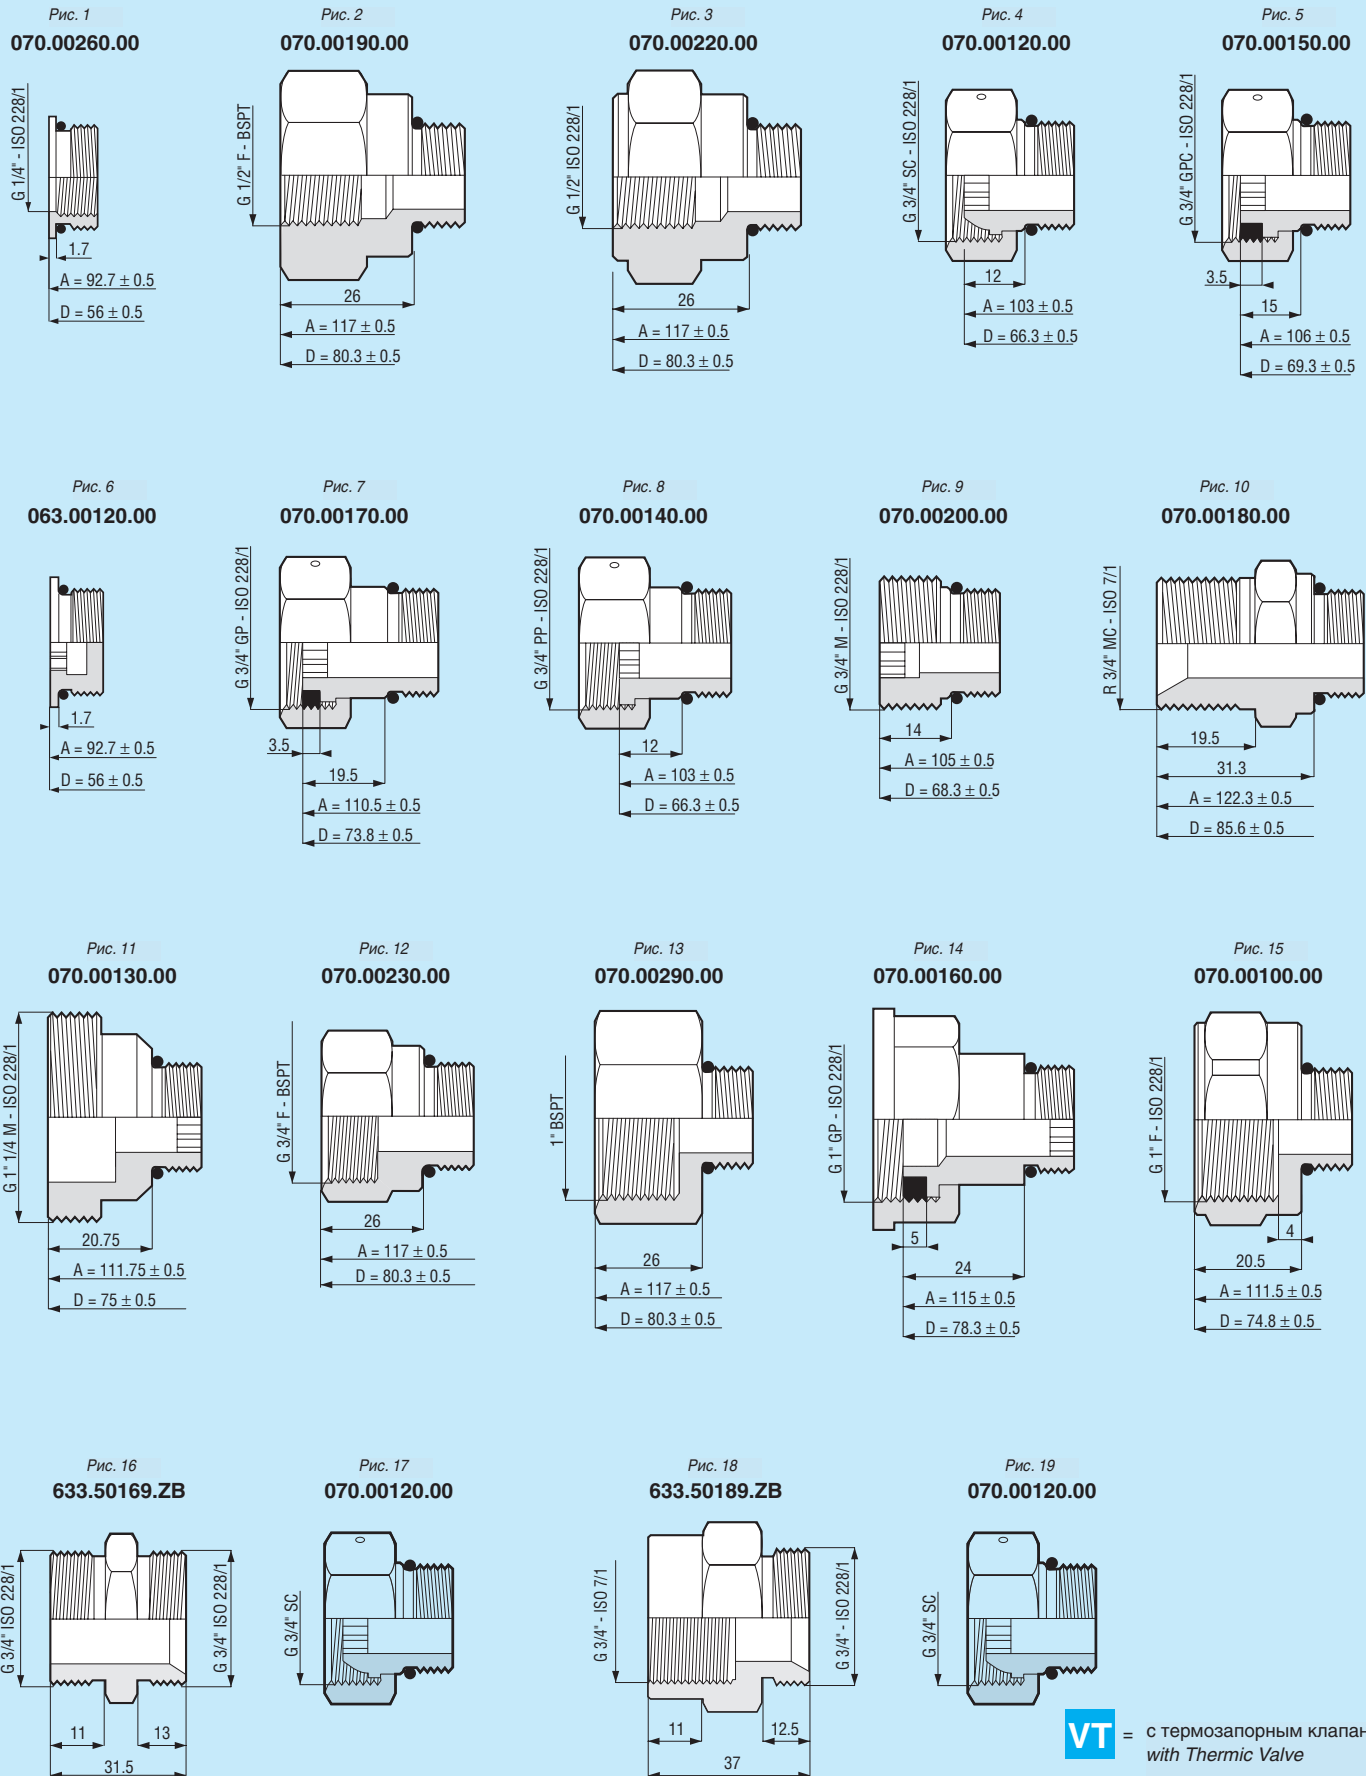 Рис. 1
070.00260.00
G 1/4" - ISO 228/1
1.7
A = 92.7 ± 0.5
D = 56 ± 0.5
Рис. 2
070.00190.00
G 1/2" F - BSPT
26
A = 117 ± 0.5
D = 80.3 ± 0.5
Рис. 3
070.00220.00
G 1/2" ISO 228/1
26
A = 117 ± 0.5
D = 80.3 ± 0.5
Рис. 4
070.00120.00
G 3/4" SC - ISO 228/1
12
A = 103 ± 0.5
D = 66.3 ± 0.5
Рис. 5
070.00150.00
G 3/4" GPC - ISO 228/1
3.5
15
A = 106 ± 0.5
D = 69.3 ± 0.5
Рис. 6
063.00120.00
1.7
A = 92.7 ± 0.5
D = 56 ± 0.5
Рис. 7
070.00170.00
G 3/4" GP - ISO 228/1
3.5
19.5
A = 110.5 ± 0.5
D = 73.8 ± 0.5
Рис. 8
070.00140.00
G 3/4" PP - ISO 228/1
12
A = 103 ± 0.5
D = 66.3 ± 0.5
Рис. 9
070.00200.00
G 3/4" M - ISO 228/1
14
A = 105 ± 0.5
D = 68.3 ± 0.5
Рис. 10
070.00180.00
R 3/4" MC - ISO 7/1
19.5
31.3
A = 122.3 ± 0.5
D = 85.6 ± 0.5
Рис. 11
070.00130.00
G 1" 1/4 M - ISO 228/1
20.75
A = 111.75 ± 0.5
D = 75 ± 0.5
Рис. 12
070.00230.00
G 3/4" F - BSPT
26
A = 117 ± 0.5
D = 80.3 ± 0.5
Рис. 13
070.00290.00
1" BSPT
26
A = 117 ± 0.5
D = 80.3 ± 0.5
Рис. 14
070.00160.00
G 1" GP - ISO 228/1
5
24
A = 115 ± 0.5
D = 78.3 ± 0.5
Рис. 15
070.00100.00
G 1" F - ISO 228/1
4
20.5
A = 111.5 ± 0.5
D = 74.8 ± 0.5
Рис. 16
633.50169.ZB
G 3/4" ISO 228/1
G 3/4" ISO 228/1
11
13
31.5
Рис. 17
070.00120.00
G 3/4" SC
Рис. 18
633.50189.ZB
G 3/4" - ISO 7/1
G 3/4" - ISO 228/1
11
12.5
37
Рис. 19
070.00120.00
G 3/4" SC
VT = с термозапорным клапан
with Thermic Valve